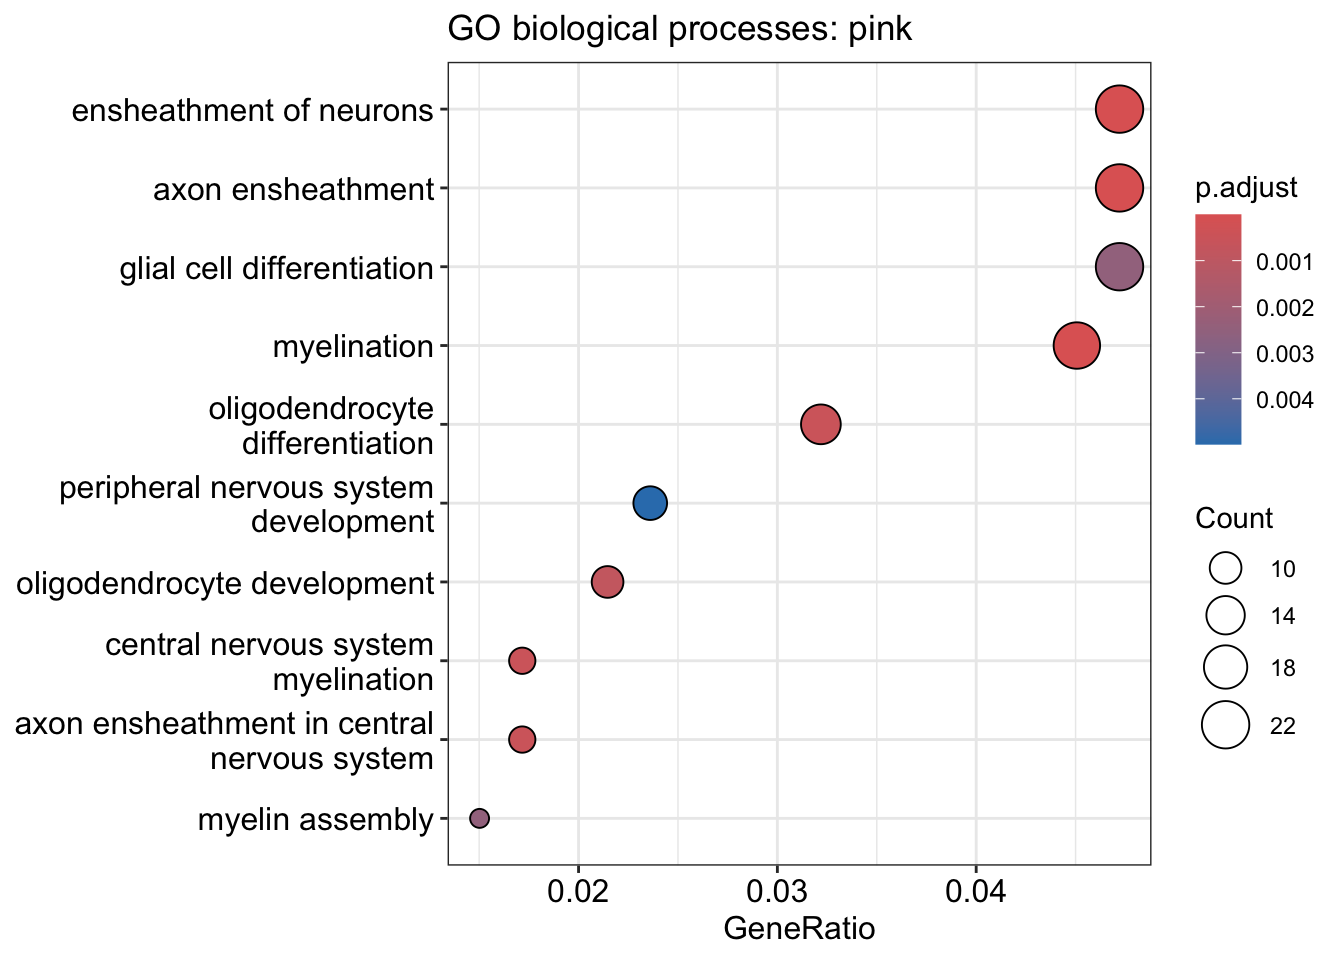 GO biological processes: pink
ensheathment of neurons
axon ensheathment
glial cell differentiation
myelination
oligodendrocyte
differentiation
peripheral nervous system
development
oligodendrocyte development
central nervous system
myelination
axon ensheathment in central
nervous system
myelin assembly
0.02
0.03
0.04
GeneRatio
p.adjust
0.001
0.002
0.003
0.004
Count
10
14
18
22